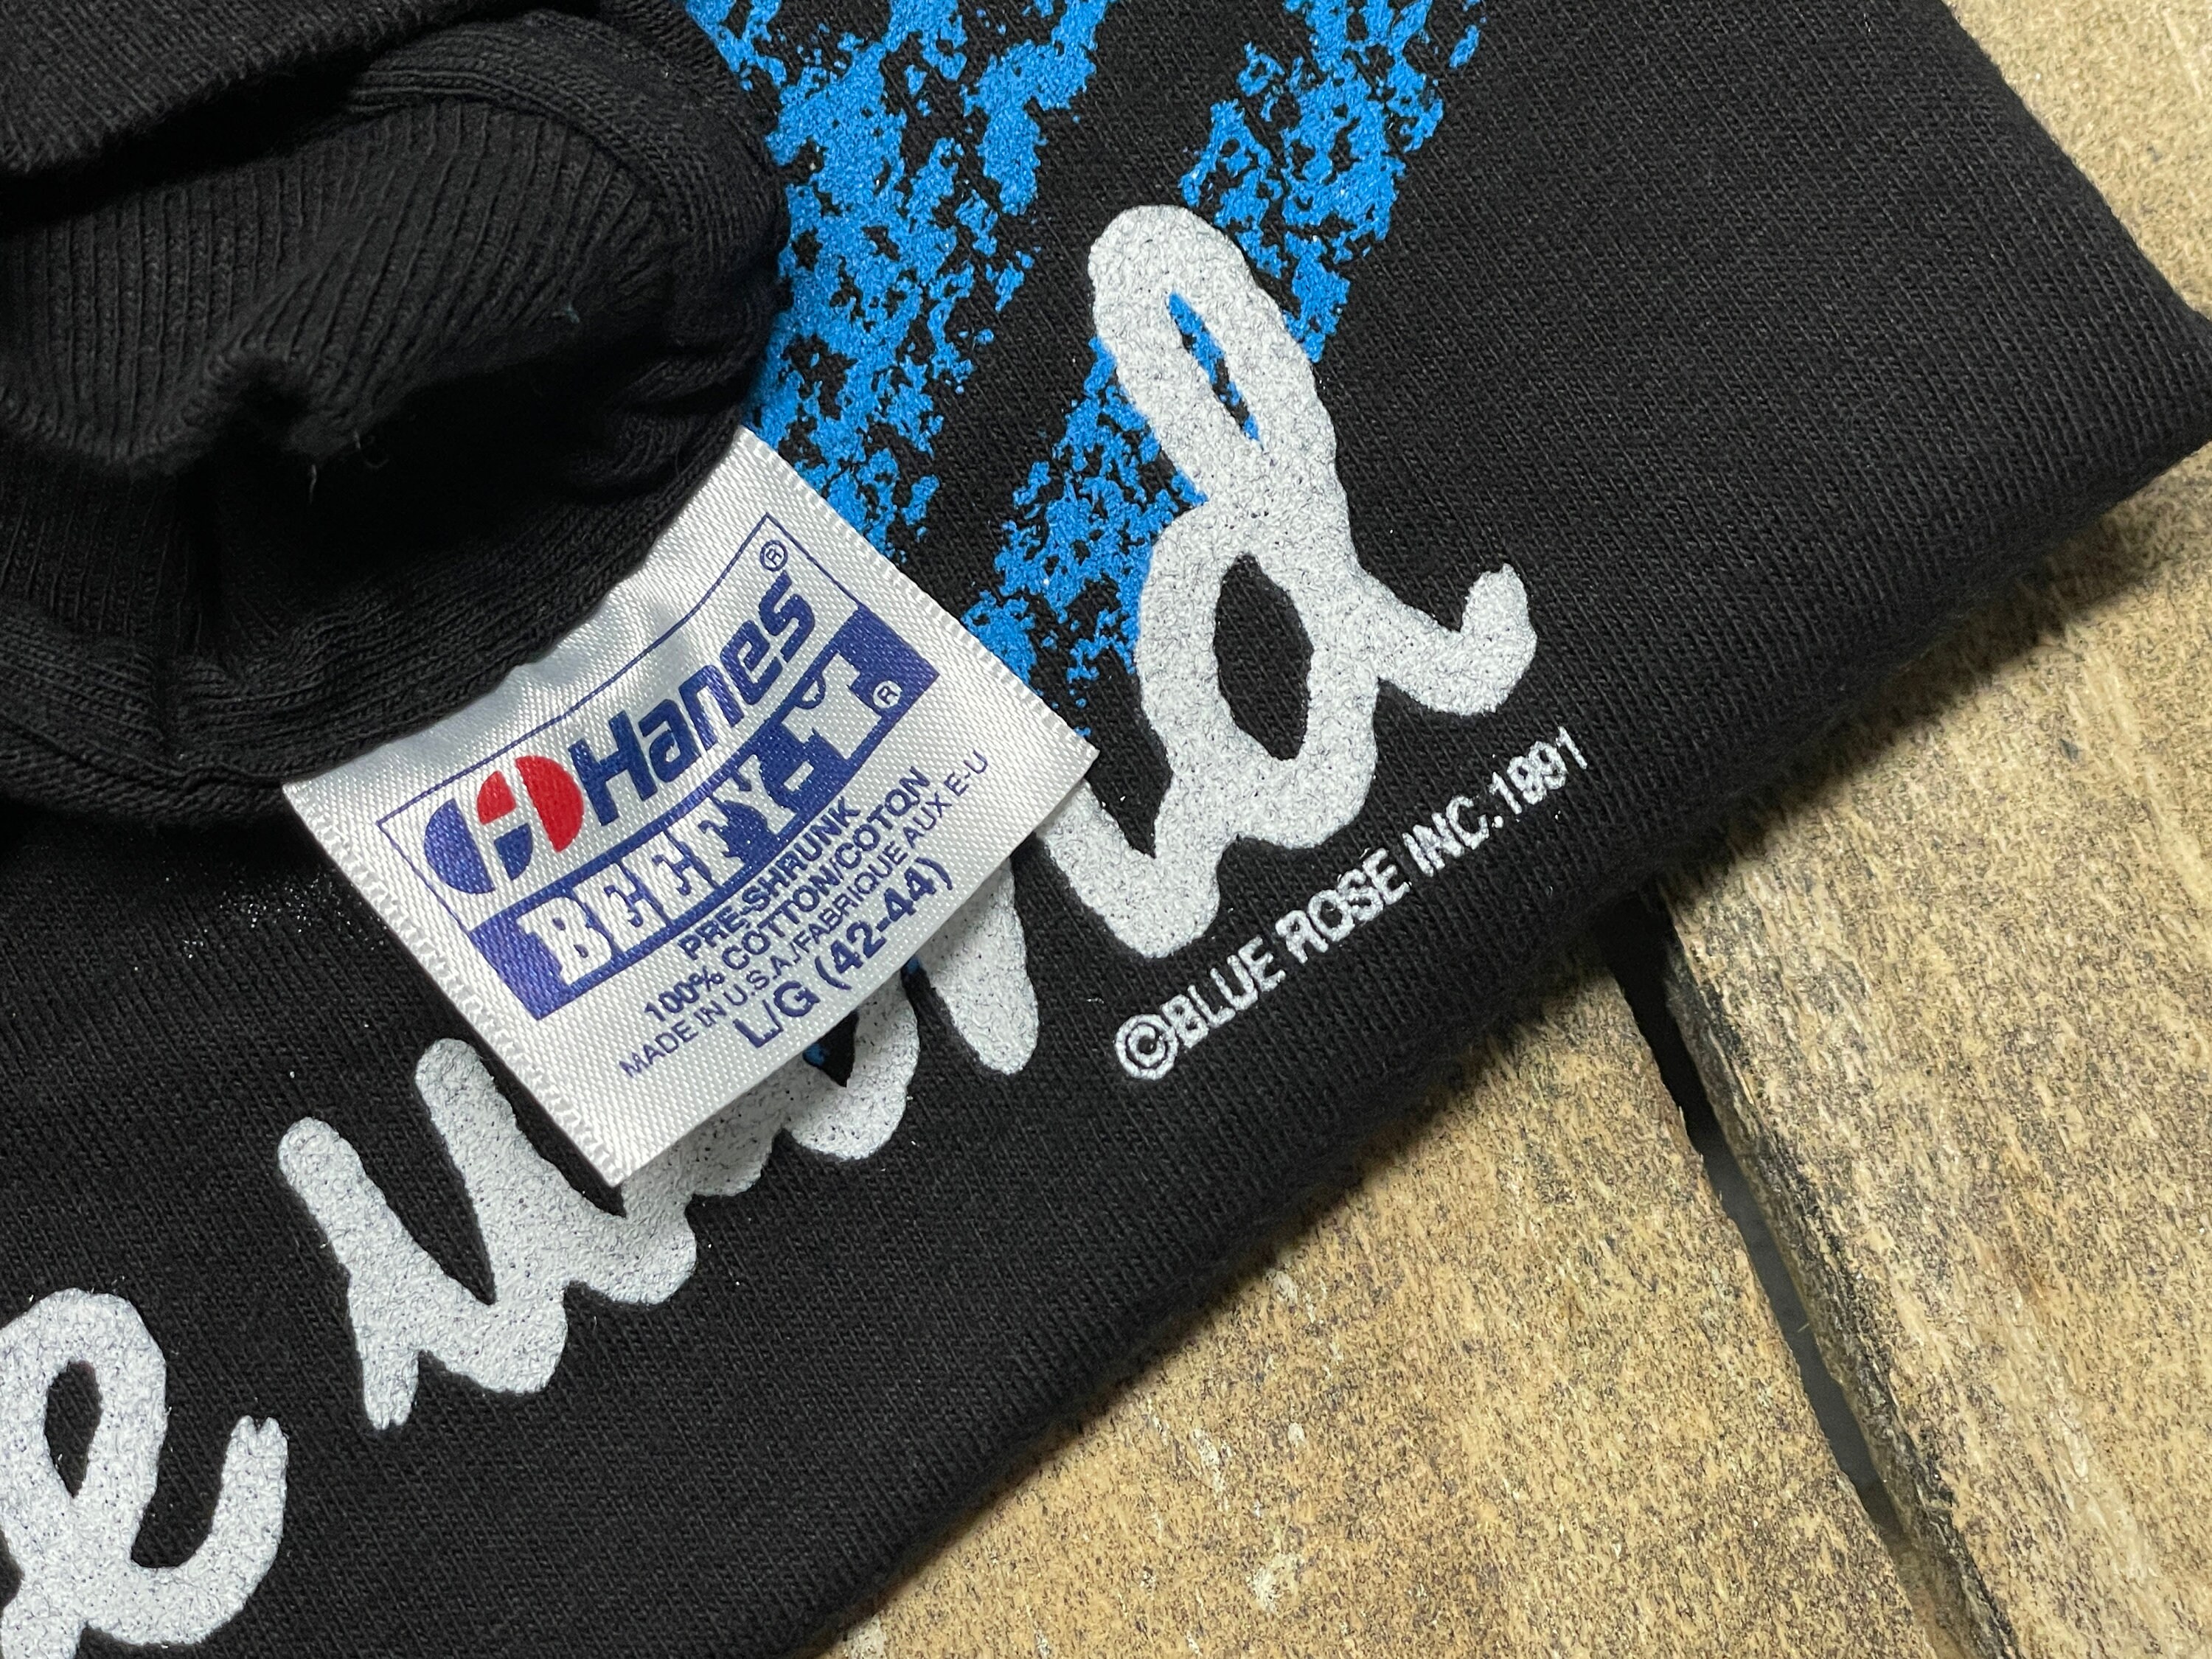 Hanes®
BEEFY-T®
PRE-SHRUNK
100% COTTON/COTON
MADE IN U.S.A./FABRIQUE AUX E-U
L/G (42-44)
©BLUE ROSE INC.1991